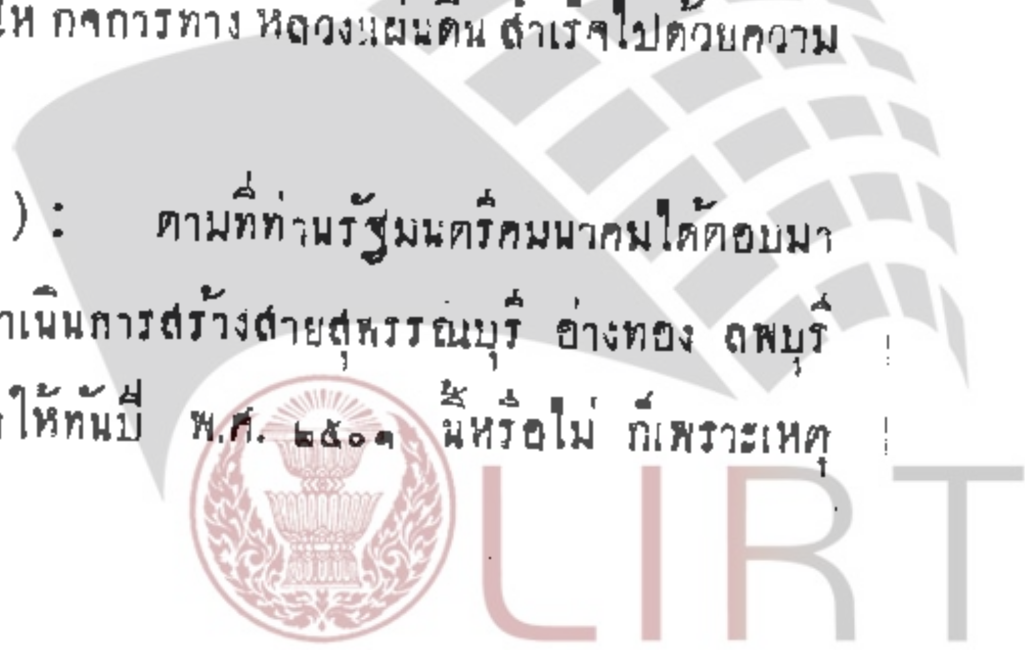 ให้ กิจการทาง หลวงแผ่นดิน สำเร็จไปด้วยความ
) : ตามที่ท่านรัฐมนตรีคมนาคมได้ตอบมา
าเนินการสร้างสายสุพรรณบุรี อ่างทอง ลพบุรี
ให้ทันปี พ.ศ. ๒๕๐๑ นี้หรือไม่ ก็เพราะเหตุ
LIRT